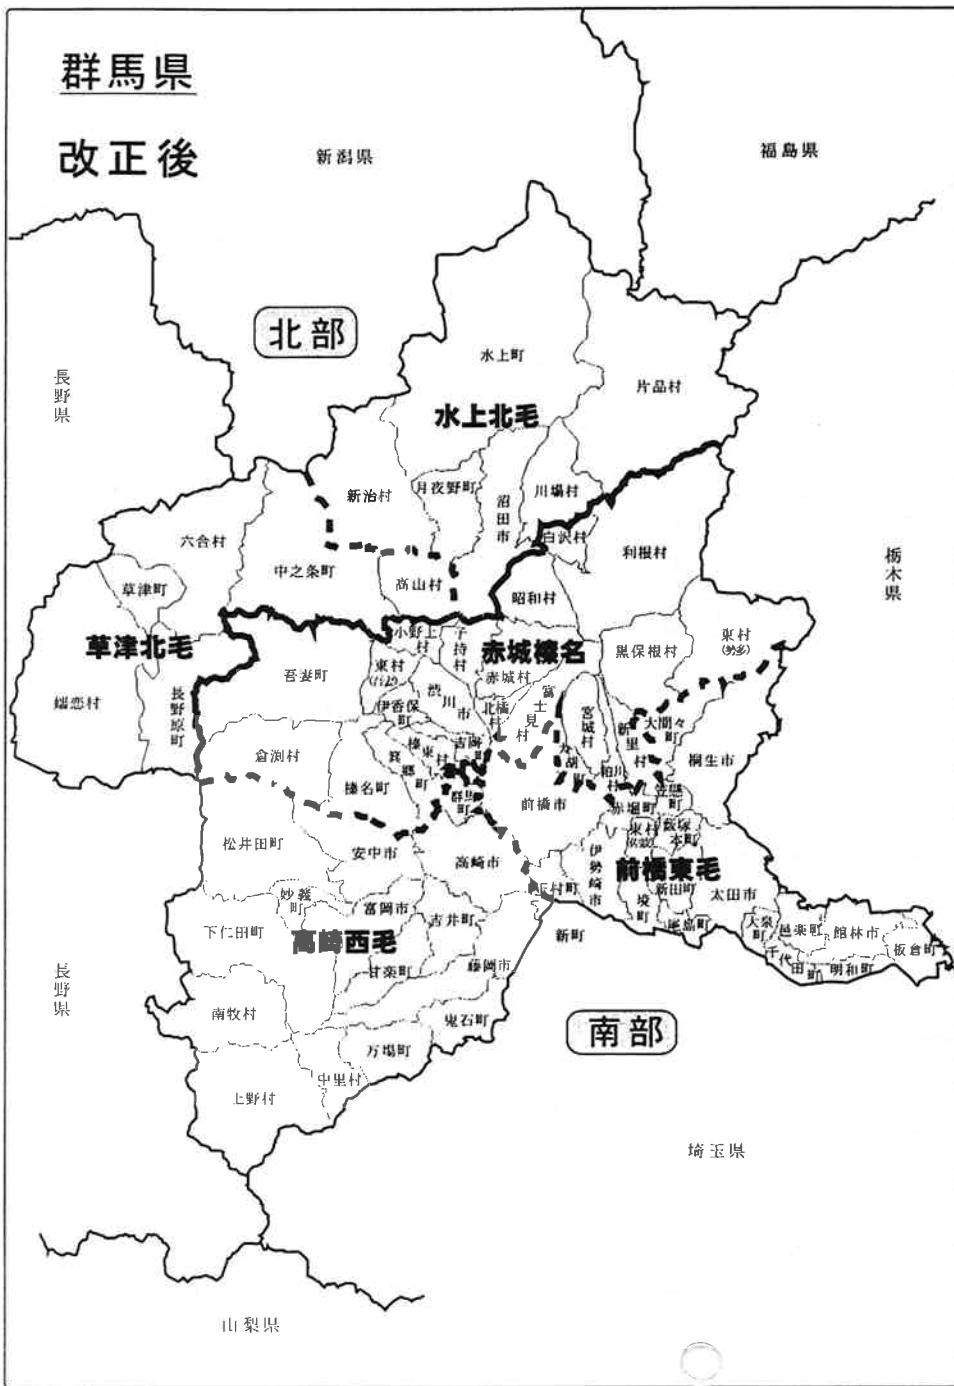 群馬県
改正後
新潟県
福島県
北部
長野県
水上町
片品村
水上北毛
新治村
月夜野町
沼田市
川場村
白沢村
利根村
六合村
中之条町
高山村
昭和村
栃木県
草津町
草津北毛
嬬恋村
長野原町
吾妻町
小野上村
子持村
赤城榛名
赤城村
東村
渋川市
伊香保町
北橘村
富士見村
宮城村
黒保根村
東村
(勢多)
新里村
大間々町
桐生市
倉渕村
榛名町
箕郷町
榛東村
吉岡町
群馬町
前橋市
大胡町
粕川村
赤堀町
笠懸町
松井田町
安中市
高崎市
伊勢崎市
東村
藪塚本町
前橋東毛
新田町
太田市
妙義町
富岡市
吉井町
玉村町
境町
尾島町
大泉町
邑楽町
館林市
板倉町
千代田町
明和町
下仁田町
高崎西毛
甘楽町
藤岡市
新町
長野県
南牧村
鬼石町
万場町
中里村
上野村
南部
埼玉県
山梨県